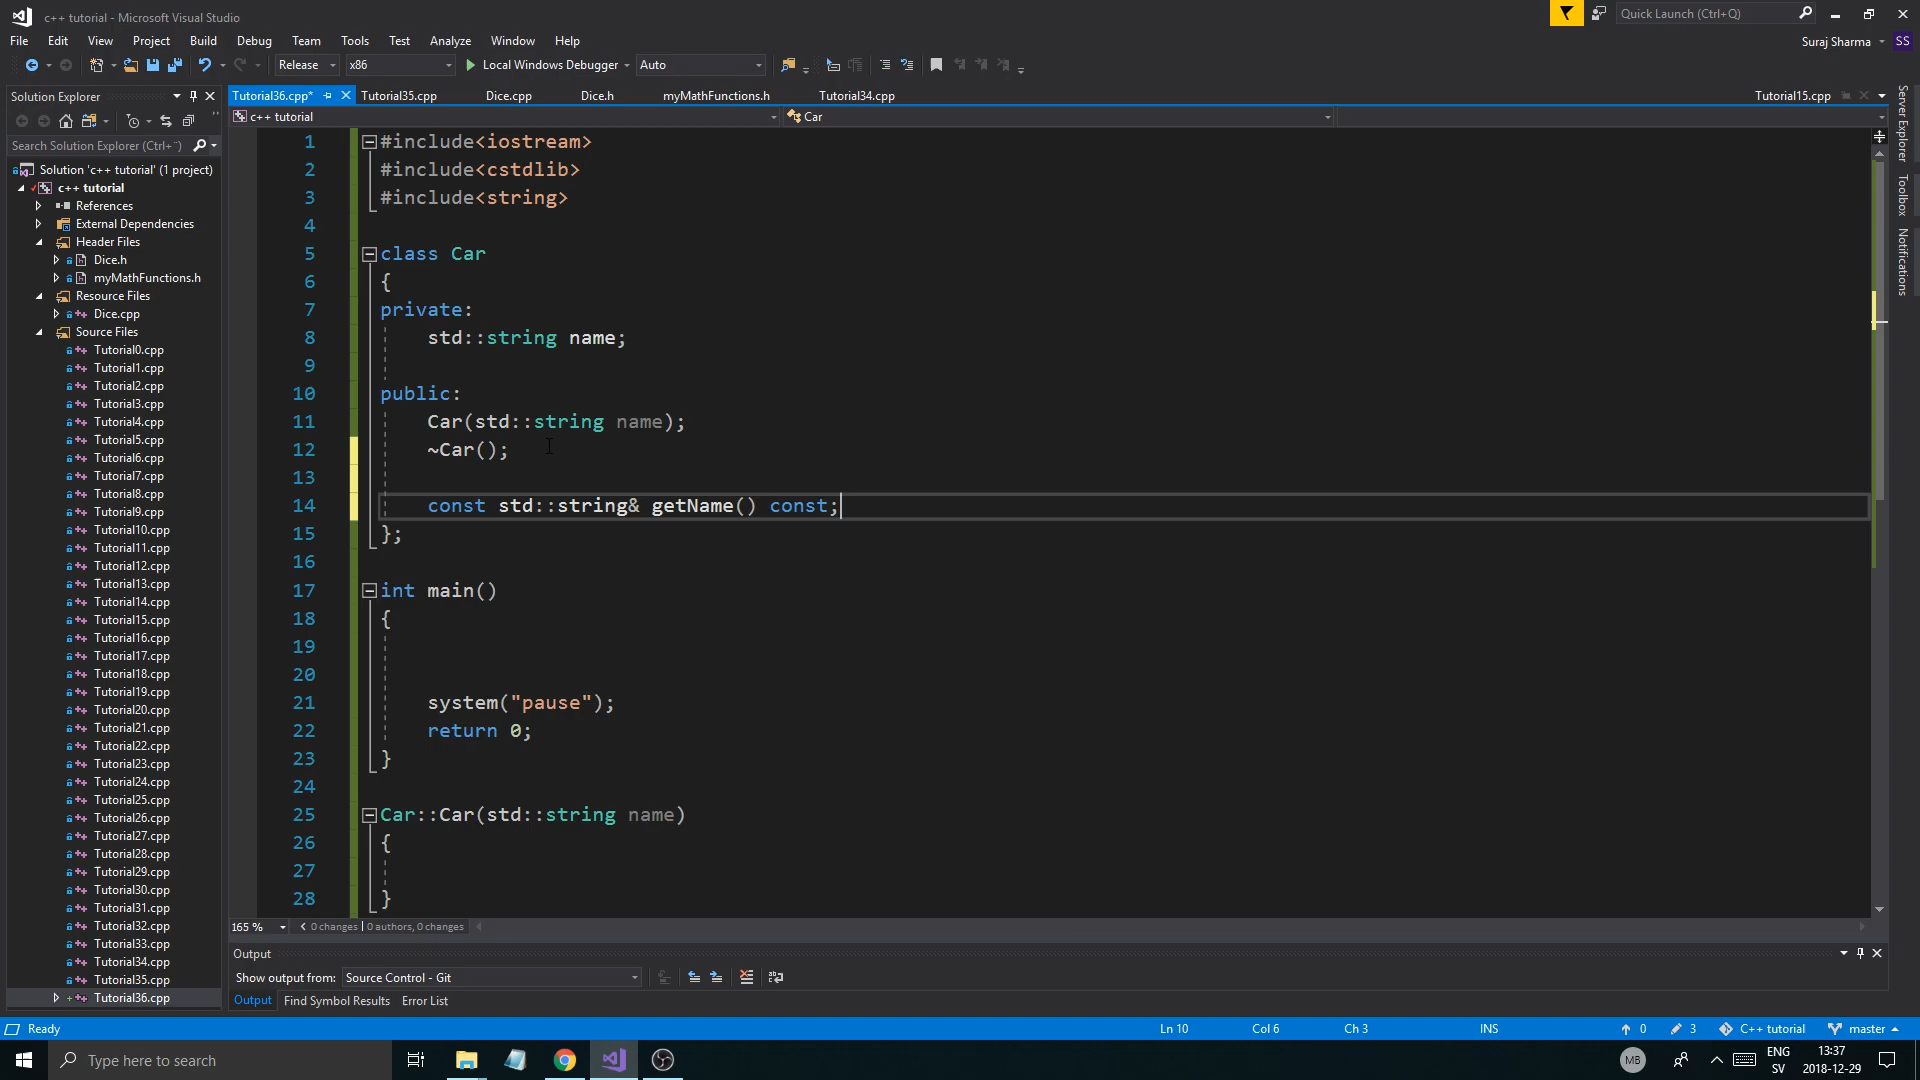 c++ tutorial - Microsoft Visual Studio
Quick Launch (Ctrl+Q)
File Edit View Project Build Debug Team Tools Test Analyze Window Help
Suraj Sharma SS
Release x86 Local Windows Debugger Auto
Solution Explorer
Tutorial36.cpp* Tutorial35.cpp Dice.cpp Dice.h myMathFunctions.h Tutorial34.cpp Tutorial15.cpp
c++ tutorial Car
Search Solution Explorer (Ctrl+¨)
Solution 'c++ tutorial' (1 project)
c++ tutorial
References
External Dependencies
Header Files
Dice.h
myMathFunctions.h
Resource Files
Dice.cpp
Source Files
Tutorial0.cpp
Tutorial1.cpp
Tutorial2.cpp
Tutorial3.cpp
Tutorial4.cpp
Tutorial5.cpp
Tutorial6.cpp
Tutorial7.cpp
Tutorial8.cpp
Tutorial9.cpp
Tutorial10.cpp
Tutorial11.cpp
Tutorial12.cpp
Tutorial13.cpp
Tutorial14.cpp
Tutorial15.cpp
Tutorial16.cpp
Tutorial17.cpp
Tutorial18.cpp
Tutorial19.cpp
Tutorial20.cpp
Tutorial21.cpp
Tutorial22.cpp
Tutorial23.cpp
Tutorial24.cpp
Tutorial25.cpp
Tutorial26.cpp
Tutorial27.cpp
Tutorial28.cpp
Tutorial29.cpp
Tutorial30.cpp
Tutorial31.cpp
Tutorial32.cpp
Tutorial33.cpp
Tutorial34.cpp
Tutorial35.cpp
Tutorial36.cpp
1 #include<iostream>
2 #include<cstdlib>
3 #include<string>
4
5 class Car
6 {
7 private:
8 std::string name;
9
10 public:
11 Car(std::string name);
12 ~Car();
13
14 const std::string& getName() const;
15 };
16
17 int main()
18 {
19
20
21 system("pause");
22 return 0;
23 }
24
25 Car::Car(std::string name)
26 {
27
28 }
Server Explorer
Toolbox
Notifications
165 % 0 changes | 0 authors, 0 changes
Output
Show output from: Source Control - Git
Output Find Symbol Results Error List
Ready Ln 10 Col 6 Ch 3 INS 0 3 C++ tutorial master
Type here to search
MB
ENG
SV
13:37
2018-12-29